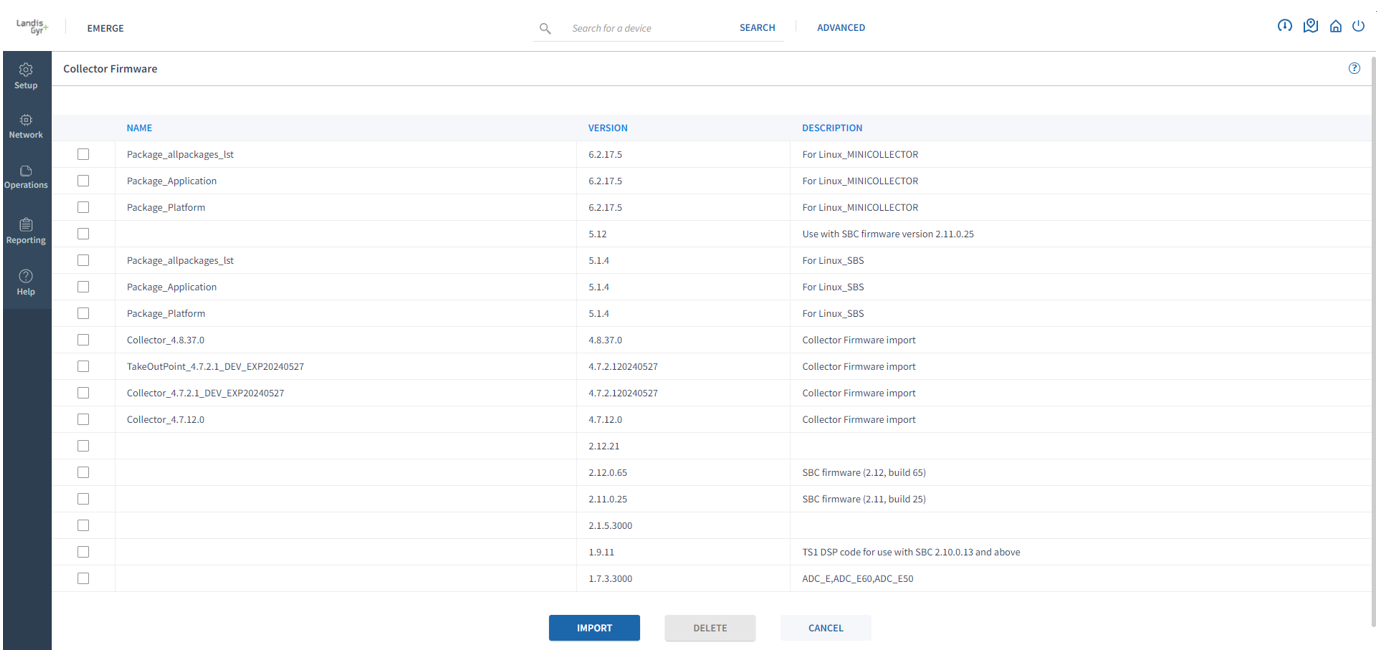 Landis
Gyr+
EMERGE
Search for a device
SEARCH
ADVANCED
Setup
Network
Operations
Reporting
Help
Collector Firmware
?
NAME VERSION DESCRIPTION
Package_allpackages_lst 6.2.17.5 For Linux_MINICOLLECTOR
Package_Application 6.2.17.5 For Linux_MINICOLLECTOR
Package_Platform 6.2.17.5 For Linux_MINICOLLECTOR
5.12 Use with SBC firmware version 2.11.0.25
Package_allpackages_lst 5.1.4 For Linux_SBS
Package_Application 5.1.4 For Linux_SBS
Package_Platform 5.1.4 For Linux_SBS
Collector_4.8.37.0 4.8.37.0 Collector Firmware import
TakeOutPoint_4.7.2.1_DEV_EXP20240527 4.7.2.120240527 Collector Firmware import
Collector_4.7.2.1_DEV_EXP20240527 4.7.2.120240527 Collector Firmware import
Collector_4.7.12.0 4.7.12.0 Collector Firmware import
2.12.21
2.12.0.65 SBC firmware (2.12, build 65)
2.11.0.25 SBC firmware (2.11, build 25)
2.1.5.3000
1.9.11 TS1 DSP code for use with SBC 2.10.0.13 and above
1.7.3.3000 ADC_E,ADC_E60,ADC_E50
IMPORT
DELETE
CANCEL